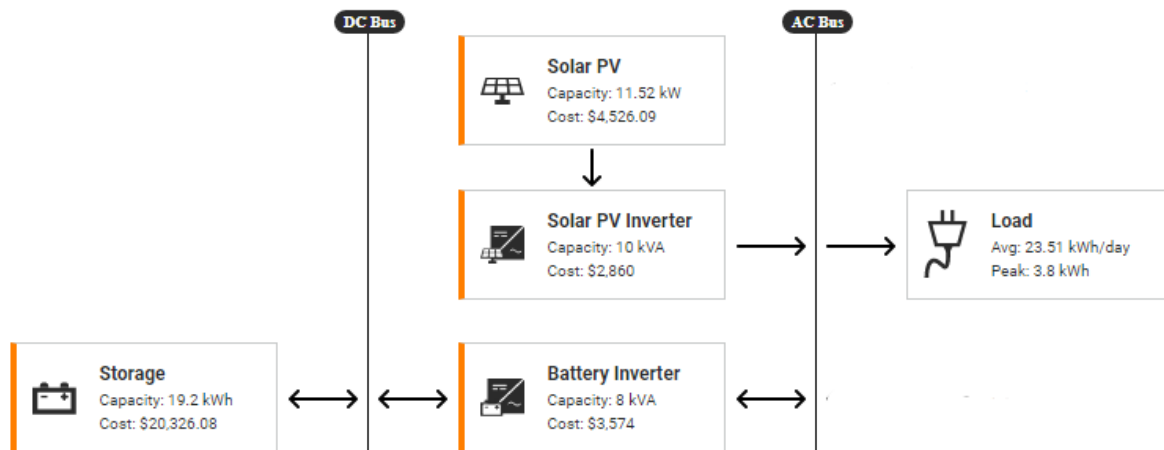 DC Bus
AC Bus
Solar PV
Capacity: 11.52 kW
Cost: $4,526.09
Solar PV Inverter
Capacity: 10 kVA
Cost: $2,860
Load
Avg: 23.51 kWh/day
Peak: 3.8 kWh
Storage
Capacity: 19.2 kWh
Cost: $20,326.08
Battery Inverter
Capacity: 8 kVA
Cost: $3,574